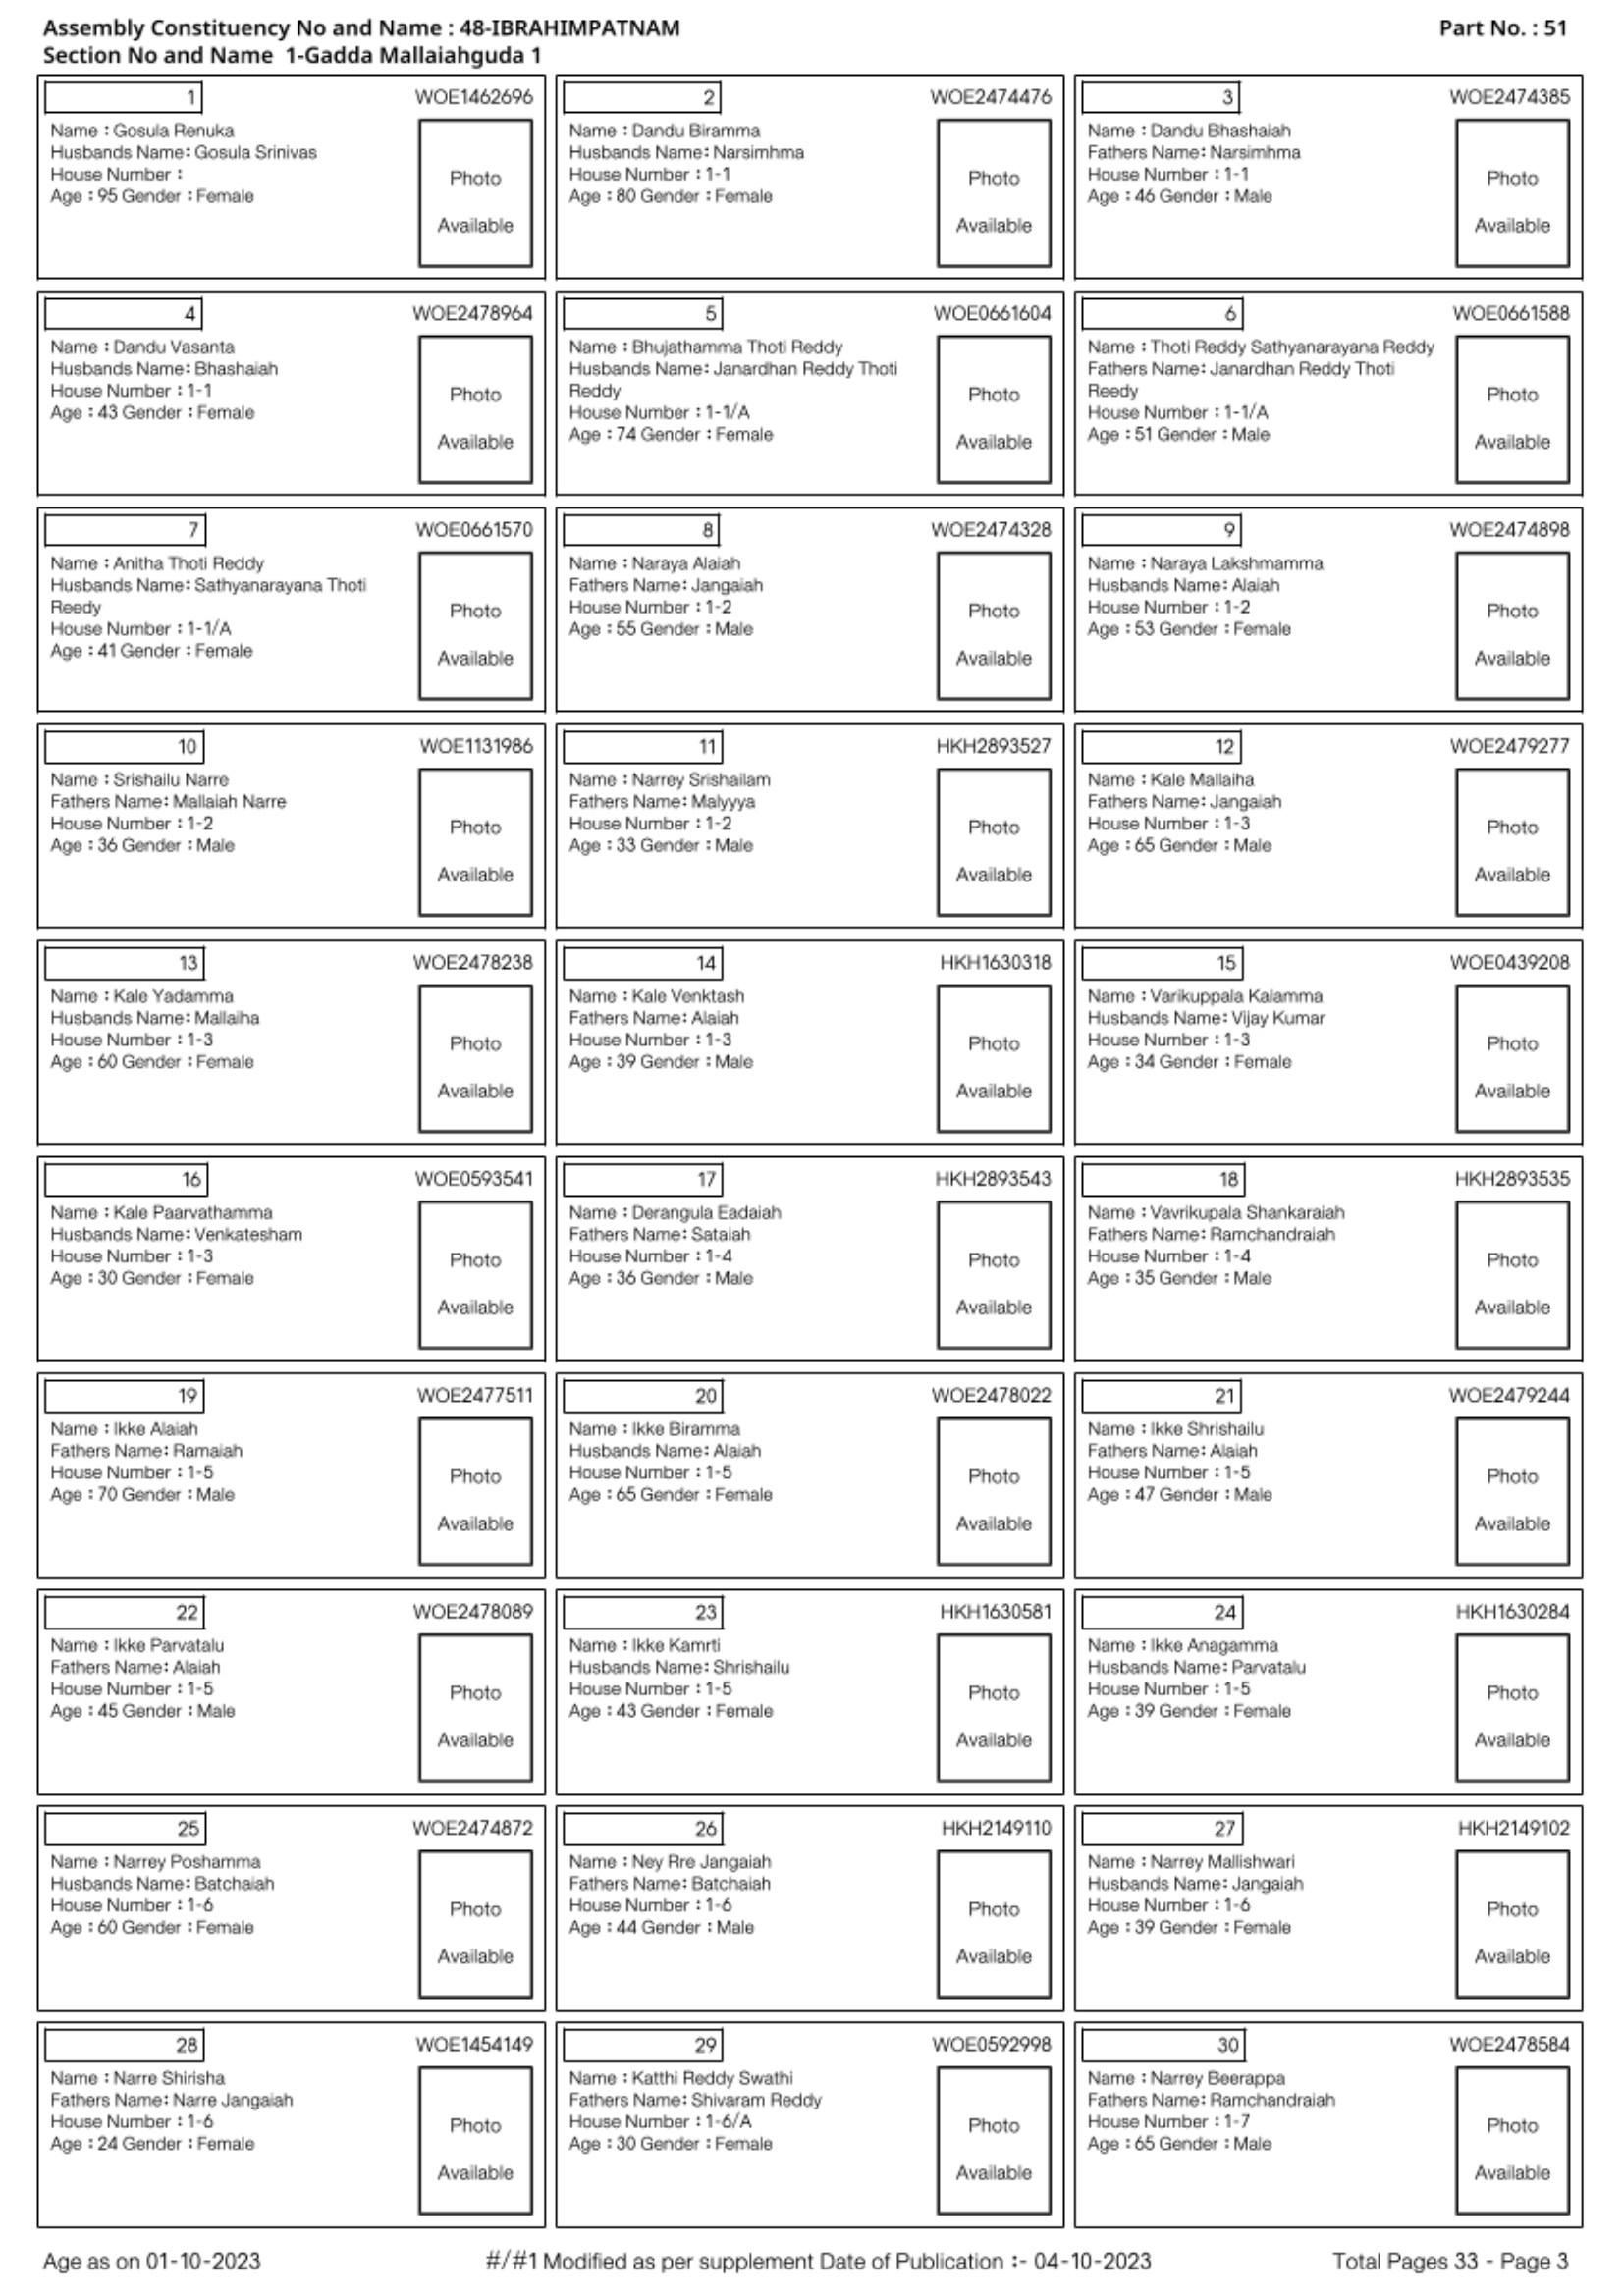 Assembly Constituency No and Name : 48-IBRAHIMPATNAM
Part No. : 51
Section No and Name 1-Gadda Mallaiahguda 1
1
WOE1462696
Name : Gosula Renuka
Husbands Name: Gosula Srinivas
House Number :
Age : 95 Gender : Female
Photo
Available
2
WOE2474476
Name : Dandu Biramma
Husbands Name: Narsimhma
House Number : 1-1
Age : 80 Gender : Female
Photo
Available
3
WOE2474385
Name : Dandu Bhashaiah
Fathers Name: Narsimhma
House Number : 1-1
Age : 46 Gender : Male
Photo
Available
4
WOE2478964
Name : Dandu Vasanta
Husbands Name: Bhashaiah
House Number : 1-1
Age : 43 Gender : Female
Photo
Available
5
WOE0661604
Name : Bhujathamma Thoti Reddy
Husbands Name: Janardhan Reddy Thoti
Reddy
House Number : 1-1/A
Age : 74 Gender : Female
Photo
Available
6
WOE0661588
Name : Thoti Reddy Sathyanarayana Reddy
Fathers Name: Janardhan Reddy Thoti
Reedy
House Number : 1-1/A
Age : 51 Gender : Male
Photo
Available
7
WOE0661570
Name : Anitha Thoti Reddy
Husbands Name: Sathyanarayana Thoti
Reedy
House Number : 1-1/A
Age : 41 Gender : Female
Photo
Available
8
WOE2474328
Name : Naraya Alaiah
Fathers Name: Jangaiah
House Number : 1-2
Age : 55 Gender : Male
Photo
Available
9
WOE2474898
Name : Naraya Lakshmamma
Husbands Name: Alaiah
House Number : 1-2
Age : 53 Gender : Female
Photo
Available
10
WOE1131986
Name : Srishailu Narre
Fathers Name: Mallaiah Narre
House Number : 1-2
Age : 36 Gender : Male
Photo
Available
11
HKH2893527
Name : Narrey Srishailam
Fathers Name: Malyyya
House Number : 1-2
Age : 33 Gender : Male
Photo
Available
12
WOE2479277
Name : Kale Mallaiha
Fathers Name: Jangaiah
House Number : 1-3
Age : 65 Gender : Male
Photo
Available
13
WOE2478238
Name : Kale Yadamma
Husbands Name: Mallaiha
House Number : 1-3
Age : 60 Gender : Female
Photo
Available
14
HKH1630318
Name : Kale Venktash
Fathers Name: Alaiah
House Number : 1-3
Age : 39 Gender : Male
Photo
Available
15
WOE0439208
Name : Varikuppala Kalamma
Husbands Name: Vijay Kumar
House Number : 1-3
Age : 34 Gender : Female
Photo
Available
16
WOE0593541
Name : Kale Paarvathamma
Husbands Name: Venkatesham
House Number : 1-3
Age : 30 Gender : Female
Photo
Available
17
HKH2893543
Name : Derangula Eadaiah
Fathers Name: Sataiah
House Number : 1-4
Age : 36 Gender : Male
Photo
Available
18
HKH2893535
Name : Vavrikupala Shankaraiah
Fathers Name: Ramchandraiah
House Number : 1-4
Age : 35 Gender : Male
Photo
Available
19
WOE2477511
Name : Ikke Alaiah
Fathers Name: Ramaiah
House Number : 1-5
Age : 70 Gender : Male
Photo
Available
20
WOE2478022
Name : Ikke Biramma
Husbands Name: Alaiah
House Number : 1-5
Age : 65 Gender : Female
Photo
Available
21
WOE2479244
Name : Ikke Shrishailu
Fathers Name: Alaiah
House Number : 1-5
Age : 47 Gender : Male
Photo
Available
22
WOE2478089
Name : Ikke Parvatalu
Fathers Name: Alaiah
House Number : 1-5
Age : 45 Gender : Male
Photo
Available
23
HKH1630581
Name : Ikke Kamrti
Husbands Name: Shrishailu
House Number : 1-5
Age : 43 Gender : Female
Photo
Available
24
HKH1630284
Name : Ikke Anagamma
Husbands Name: Parvatalu
House Number : 1-5
Age : 39 Gender : Female
Photo
Available
25
WOE2474872
Name : Narrey Poshamma
Husbands Name: Batchaiah
House Number : 1-6
Age : 60 Gender : Female
Photo
Available
26
HKH2149110
Name : Ney Rre Jangaiah
Fathers Name: Batchaiah
House Number : 1-6
Age : 44 Gender : Male
Photo
Available
27
HKH2149102
Name : Narrey Mallishwari
Husbands Name: Jangaiah
House Number : 1-6
Age : 39 Gender : Female
Photo
Available
28
WOE1454149
Name : Narre Shirisha
Fathers Name: Narre Jangaiah
House Number : 1-6
Age : 24 Gender : Female
Photo
Available
29
WOE0592998
Name : Katthi Reddy Swathi
Fathers Name: Shivaram Reddy
House Number : 1-6/A
Age : 30 Gender : Female
Photo
Available
30
WOE2478584
Name : Narrey Beerappa
Fathers Name: Ramchandraiah
House Number : 1-7
Age : 65 Gender : Male
Photo
Available
Age as on 01-10-2023
#/#1 Modified as per supplement Date of Publication :- 04-10-2023
Total Pages 33 - Page 3